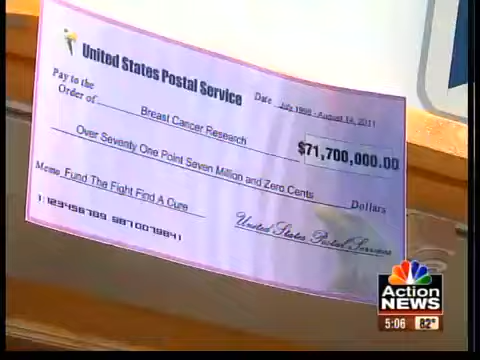 United States Postal Service
Date July 1998 - August 14, 2011
Pay to the
Order of Breast Cancer Research
$71,700,000.00
Over Seventy One Point Seven Million and Zero Cents Dollars
Memo Fund The Fight Find A Cure
United States Postal Service
Action
NEWS
5:06 82°